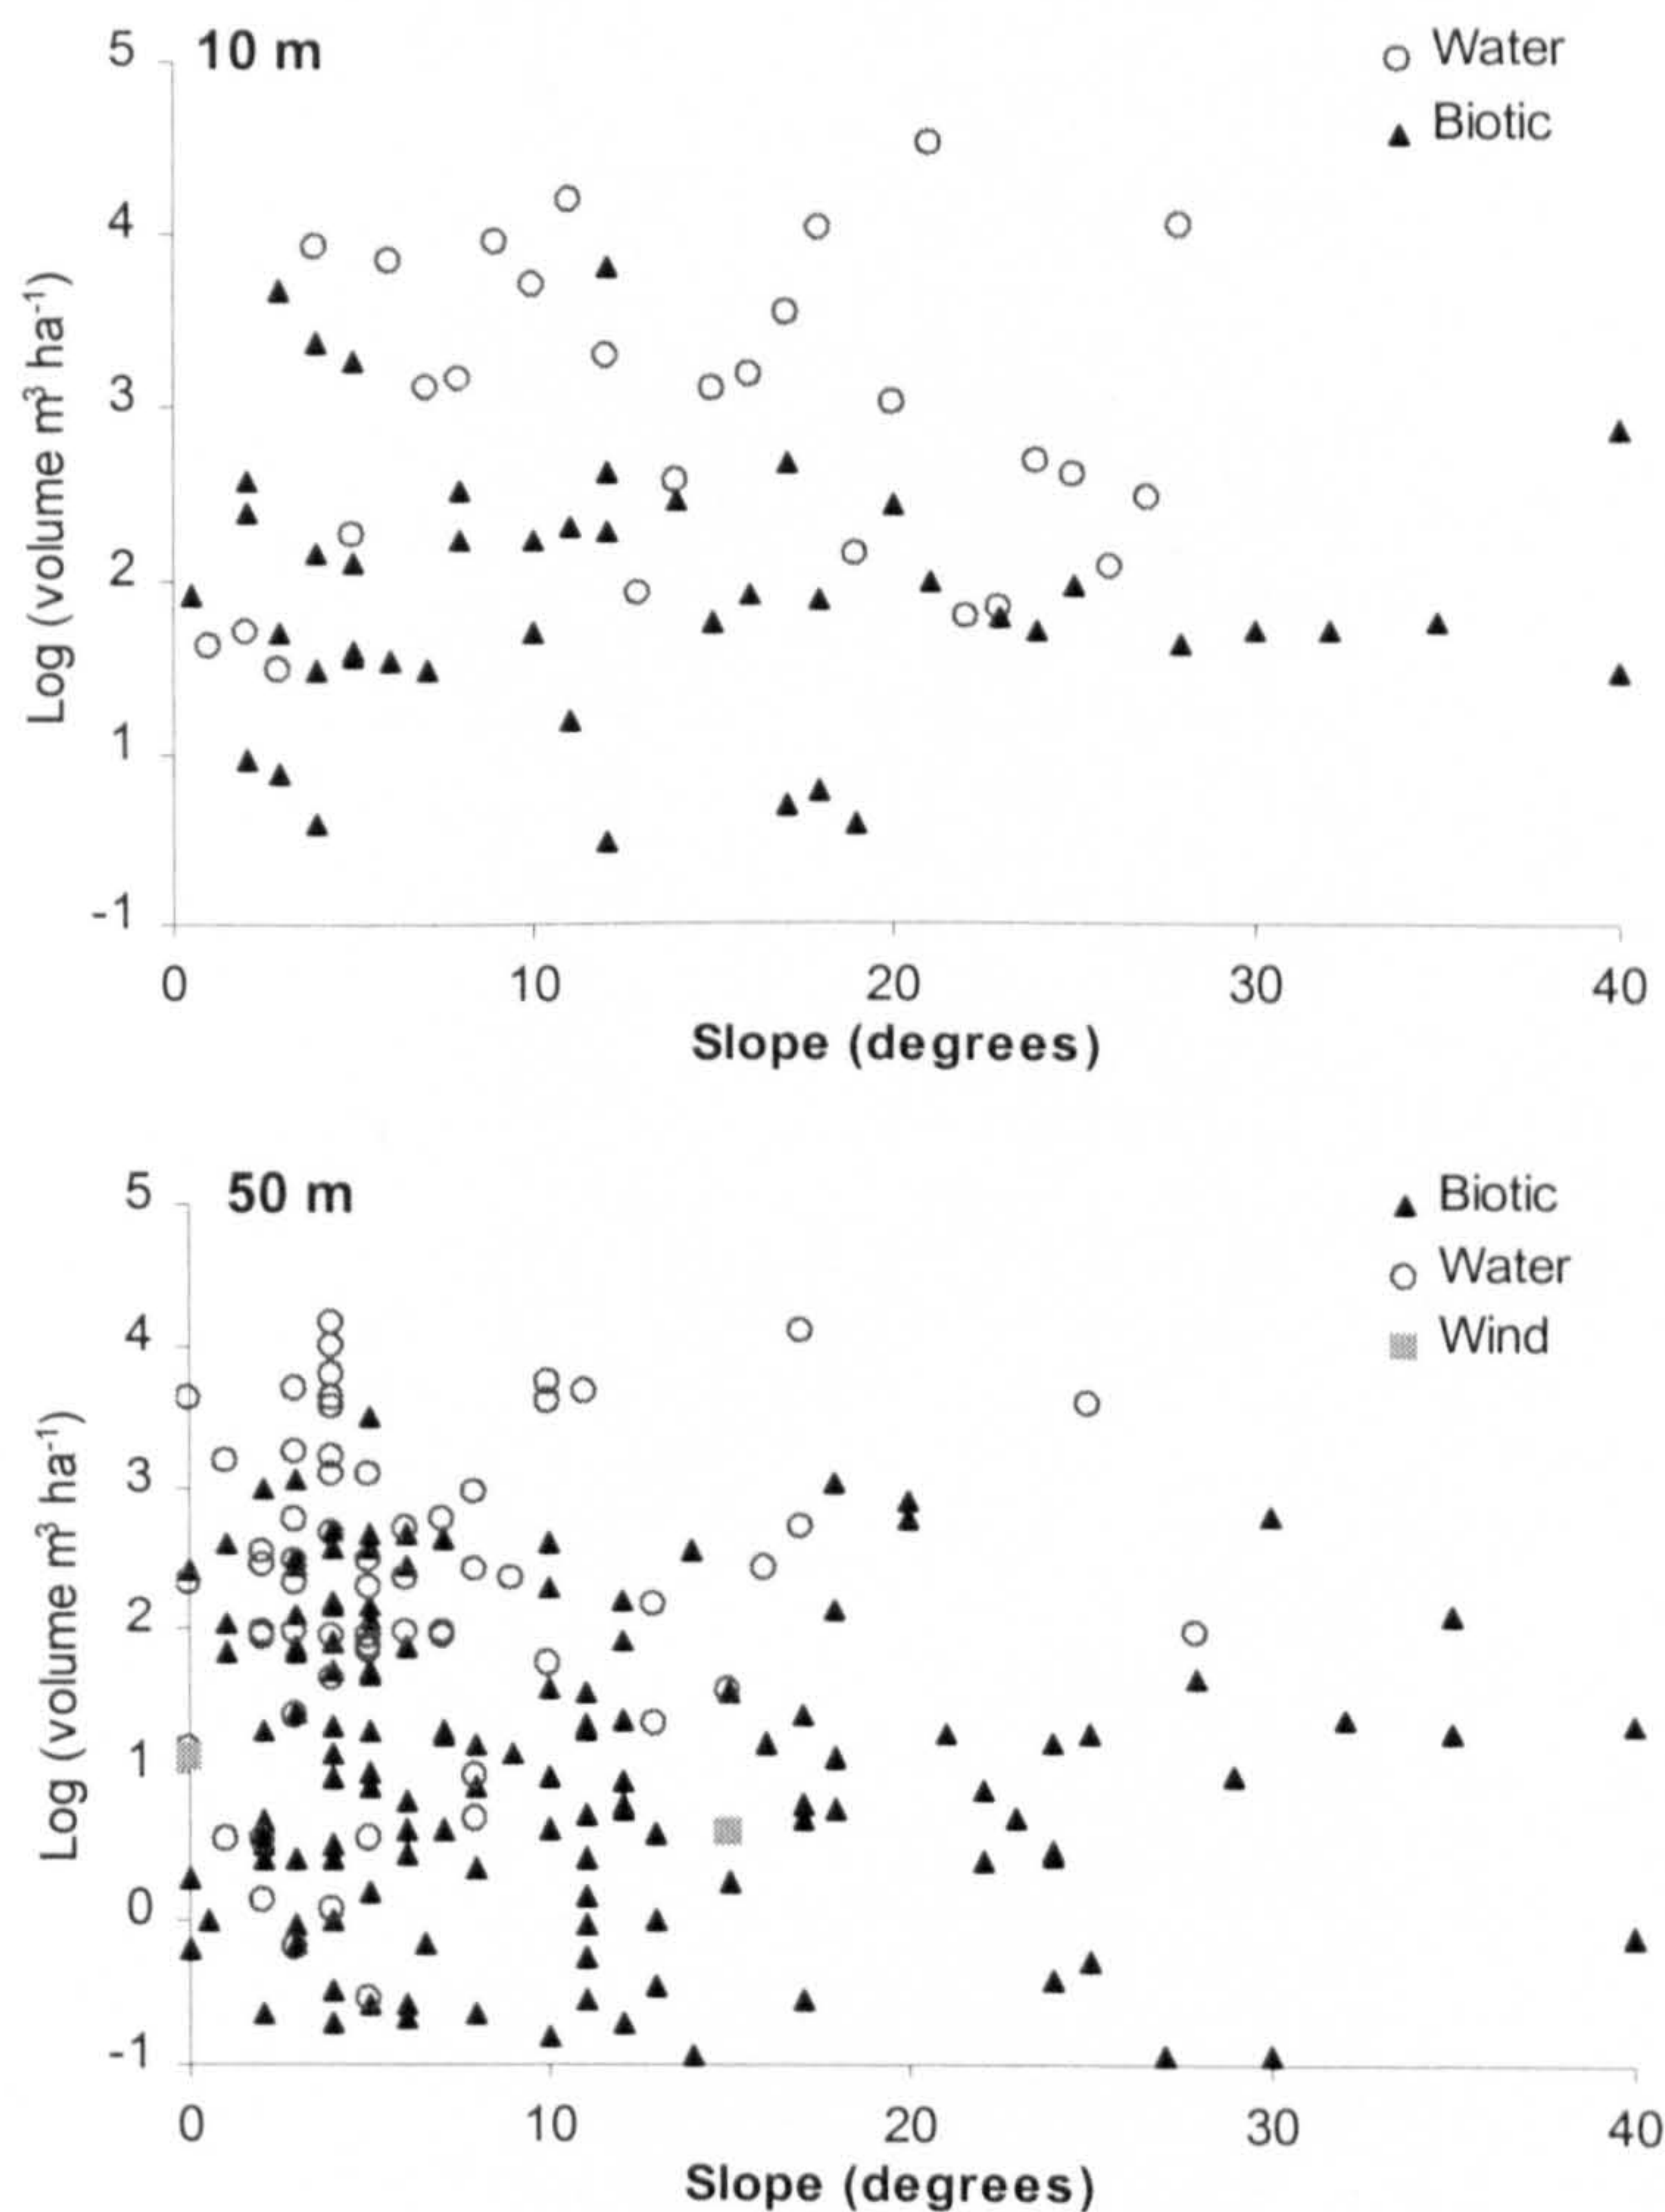 10 m
Water
Biotic
5
4
3
2
1
-1
Log (volume m³ ha⁻¹)
0 10 20 30 40
Slope (degrees)
50 m
Biotic
Water
Wind
5
4
3
2
1
0
-1
Log (volume m³ ha⁻¹)
0 10 20 30 40
Slope (degrees)